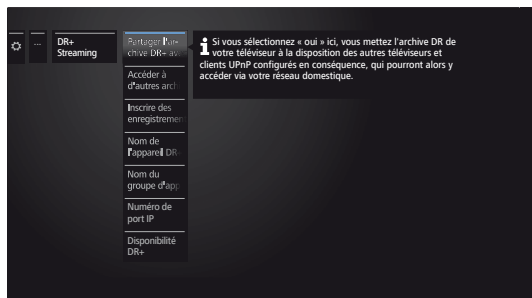 ...
DR+
Streaming
Partager l'ar-
chive DR+ av
Accéder à
d'autres arch
Inscrire des
enregistremen
Nom de
l'appareil DR+
Nom du
groupe d'app
Numéro de
port IP
Disponibilité
DR+
Si vous sélectionnez « oui » ici, vous mettez l'archive DR de
votre téléviseur à la disposition des autres téléviseurs et
clients UPnP configurés en conséquence, qui pourront alors y
accéder via votre réseau domestique.